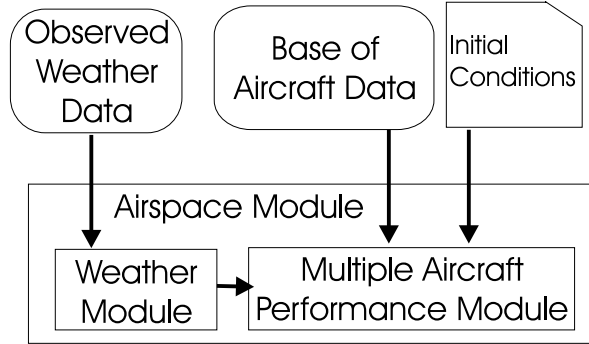 Observed
Weather
Data
Base of
Aircraft Data
Initial
Conditions
Airspace Module
Weather
Module
Multiple Aircraft
Performance Module